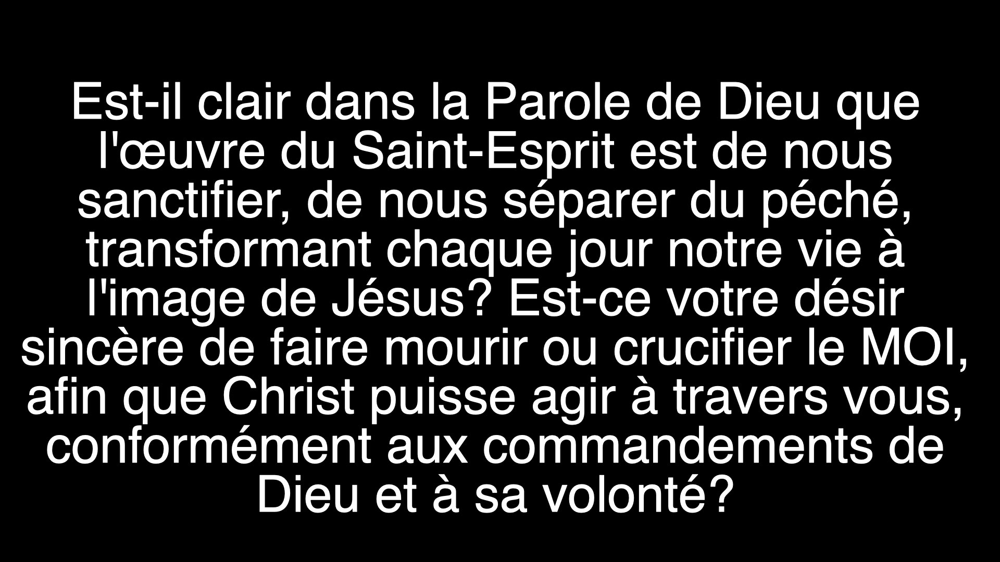 Est-il clair dans la Parole de Dieu que
l'œuvre du Saint-Esprit est de nous
sanctifier, de nous séparer du péché,
transformant chaque jour notre vie à
l'image de Jésus? Est-ce votre désir
sincère de faire mourir ou crucifier le MOI,
afin que Christ puisse agir à travers vous,
conformément aux commandements de
Dieu et à sa volonté?